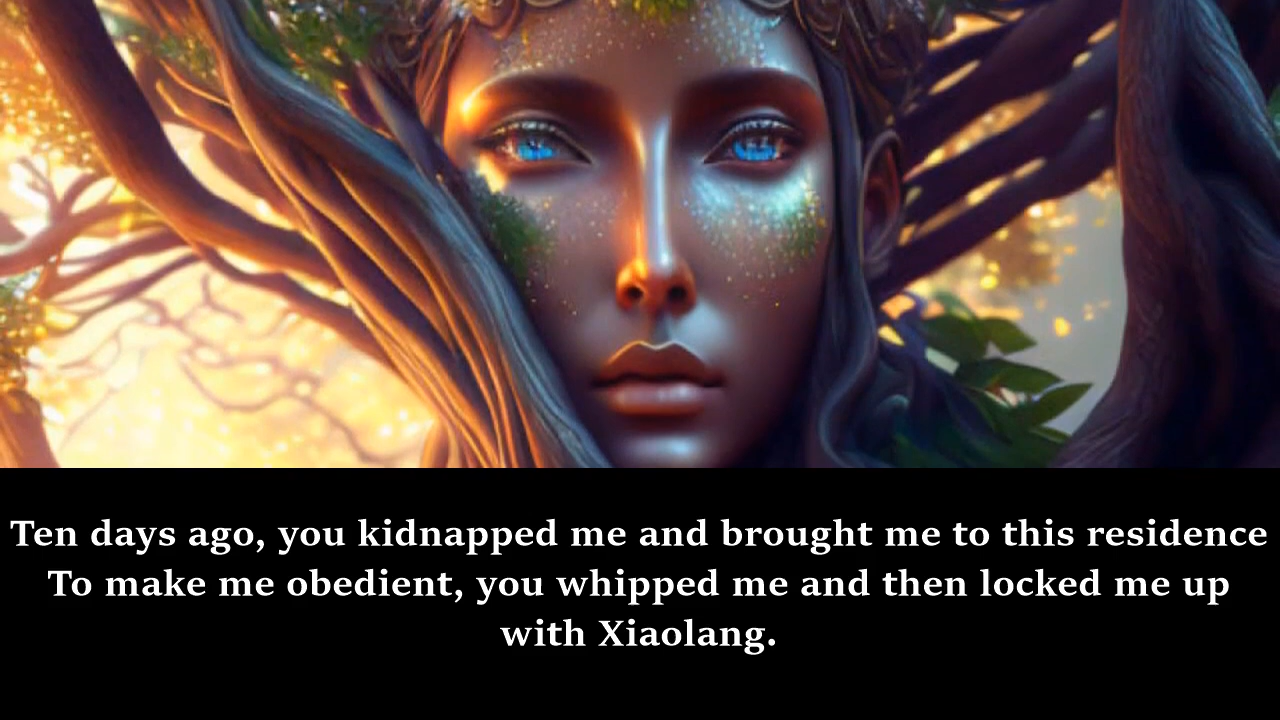 Ten days ago, you kidnapped me and brought me to this residence
To make me obedient, you whipped me and then locked me up
with Xiaolang.